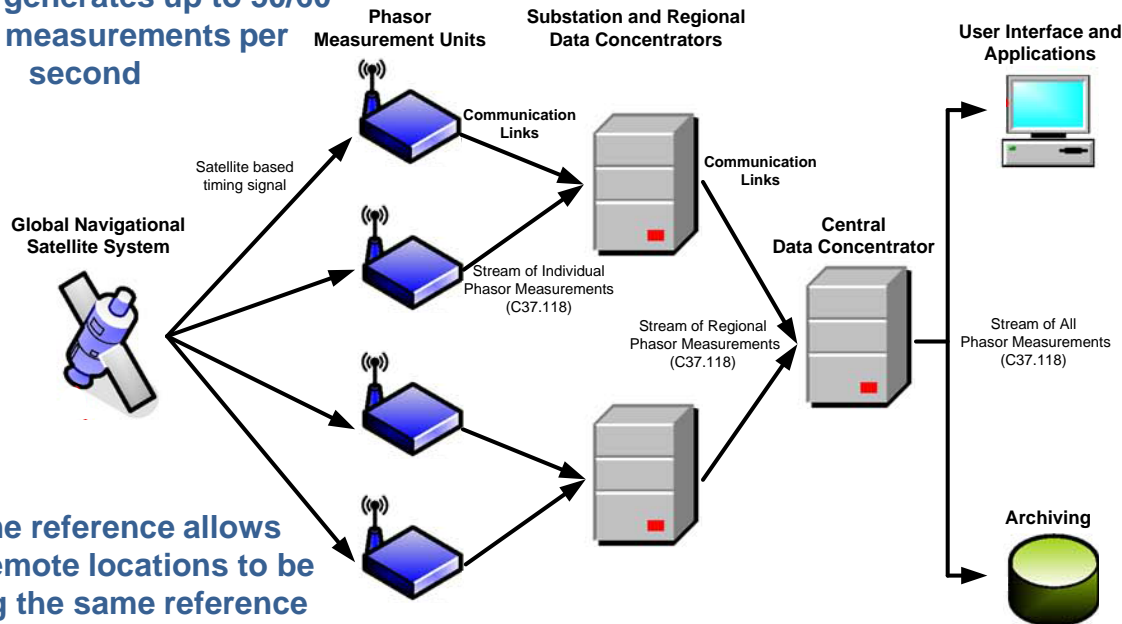 generates up to 50/60
measurements per
second
Phasor
Measurement Units
Substation and Regional
Data Concentrators
User Interface and
Applications
Communication
Links
Satellite based
timing signal
Communication
Links
Global Navigational
Satellite System
Central
Data Concentrator
Stream of Individual
Phasor Measurements
(C37.118)
Stream of Regional
Phasor Measurements
(C37.118)
Stream of All
Phasor Measurements
(C37.118)
reference allows
remote locations to be
the same reference
Archiving